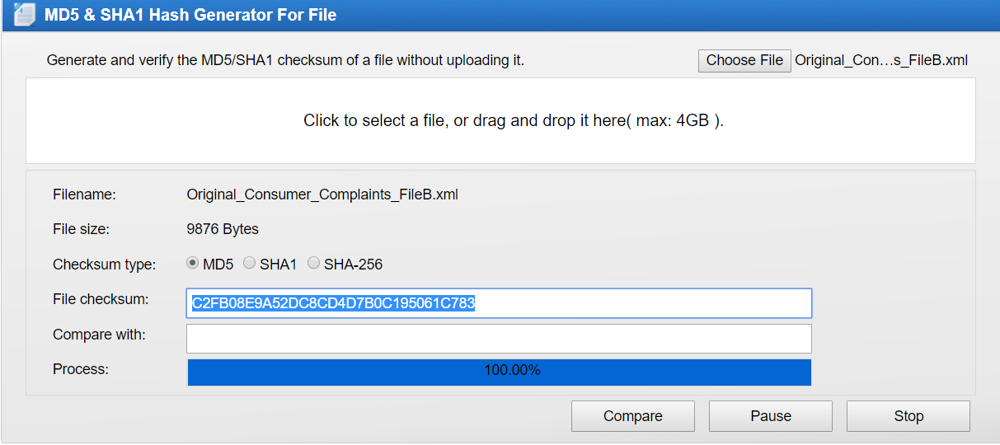 MD5 & SHA1 Hash Generator For File
Generate and verify the MD5/SHA1 checksum of a file without uploading it.
Choose File Original_Con…s_FileB.xml
Click to select a file, or drag and drop it here( max: 4GB ).
Filename: Original_Consumer_Complaints_FileB.xml
File size: 9876 Bytes
Checksum type: MD5 SHA1 SHA-256
File checksum: C2FB08E9A52DC8CD4D7B0C195061C783
Compare with:
Process: 100.00%
Compare Pause Stop